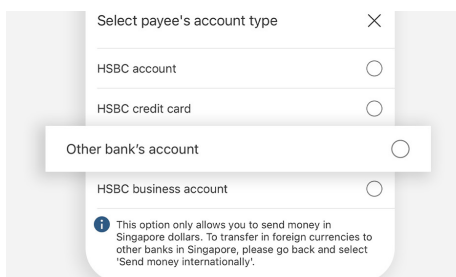 Select payee's account type
HSBC account
HSBC credit card
Other bank's account
HSBC business account
This option only allows you to send money in
Singapore dollars. To transfer in foreign currencies to
other banks in Singapore, please go back and select
'Send money internationally'.